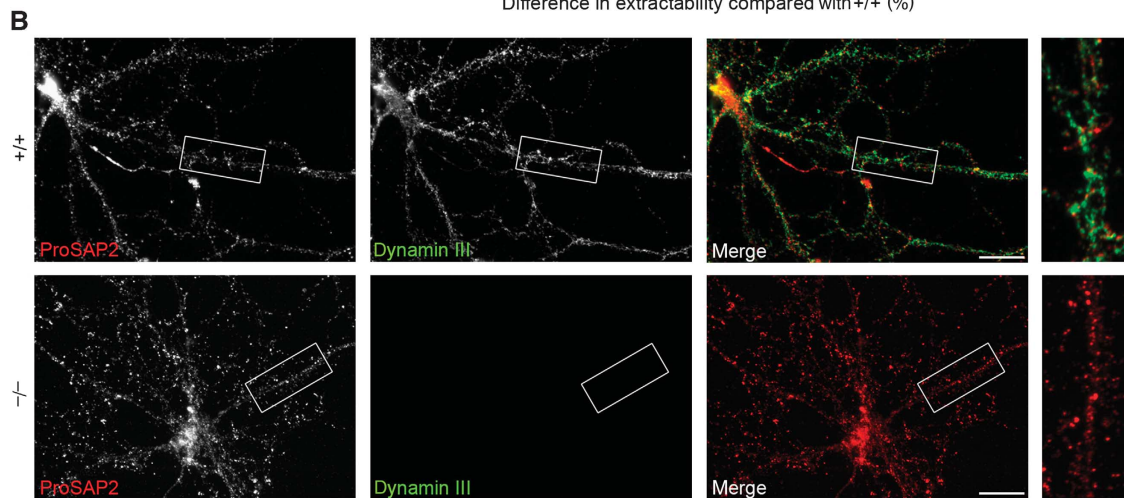 Difference in extractability compared with +/+ (%)
B
+/+
ProSAP2
Dynamin III
Merge
−/−
ProSAP2
Dynamin III
Merge